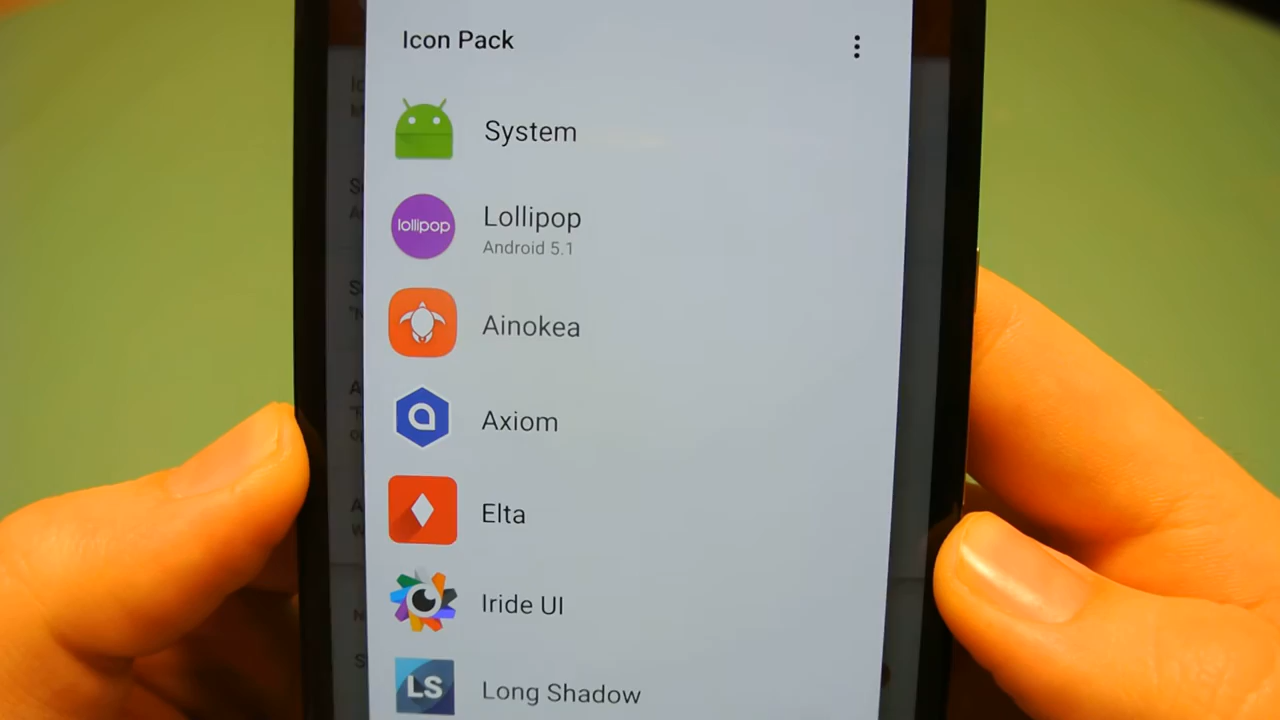 Icon Pack
System
lollipop
Lollipop
Android 5.1
Ainokea
Axiom
Elta
Iride UI
LS
Long Shadow